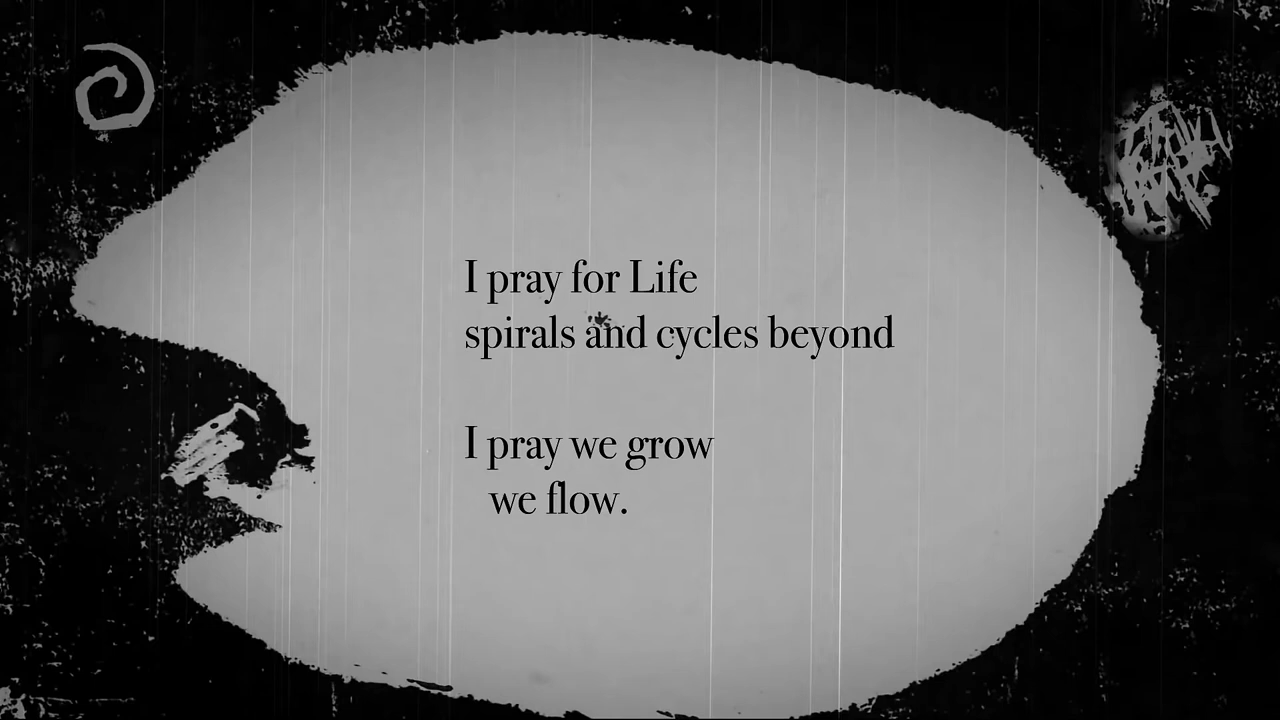 I pray for Life
spirals and cycles beyond
I pray we grow
we flow.